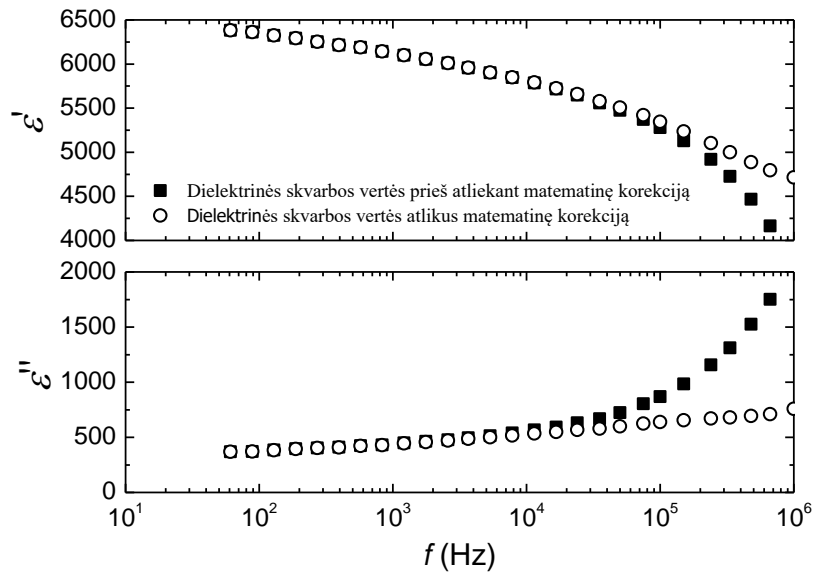 6500
6000
5500
5000
4500
4000
ε'
■ Dielektrinės skvarbos vertės prieš atliekant matematinę korekciją
○ Dielektrinės skvarbos vertės atlikus matematinę korekciją
2000
1500
1000
500
0
ε''
10¹ 10² 10³ 10⁴ 10⁵ 10⁶
f (Hz)